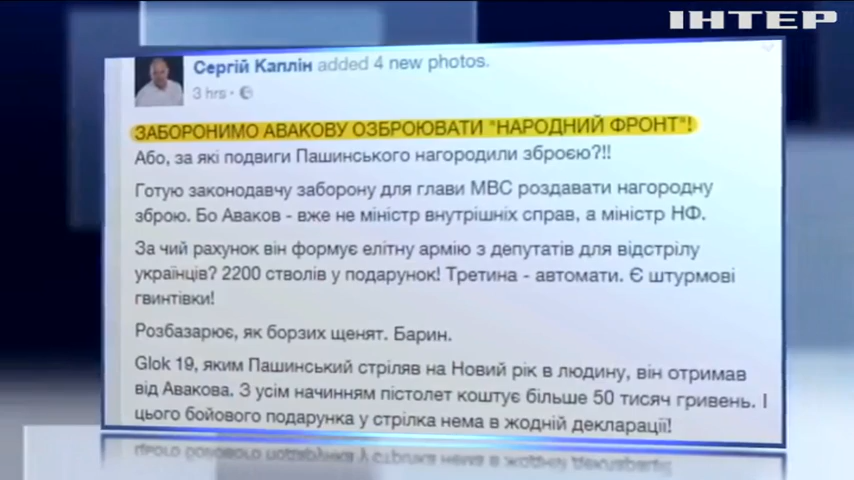 ІНТЕР
Сергій Каплін added 4 new photos.
3 hrs ·
ЗАБОРОНИМО АВАКОВУ ОЗБРОЮВАТИ "НАРОДНИЙ ФРОНТ"!
Або, за які подвиги Пашинського нагородили зброєю?!!
Готую законодавчу заборону для глави МВС роздавати нагородну
зброю. Бо Аваков - вже не міністр внутрішніх справ, а міністр НФ.
За чий рахунок він формує елітну армію з депутатів для відстрілу
українців? 2200 стволів у подарунок! Третина - автомати. Є штурмові
гвинтівки!
Розбазарює, як борзих щенят. Барин.
Glok 19, яким Пашинський стріляв на Новий рік в людину, він отримав
від Авакова. З усім начинням пістолет коштує більше 50 тисяч гривень. І
цього бойового подарунка у стрілка нема в жодній декларації!